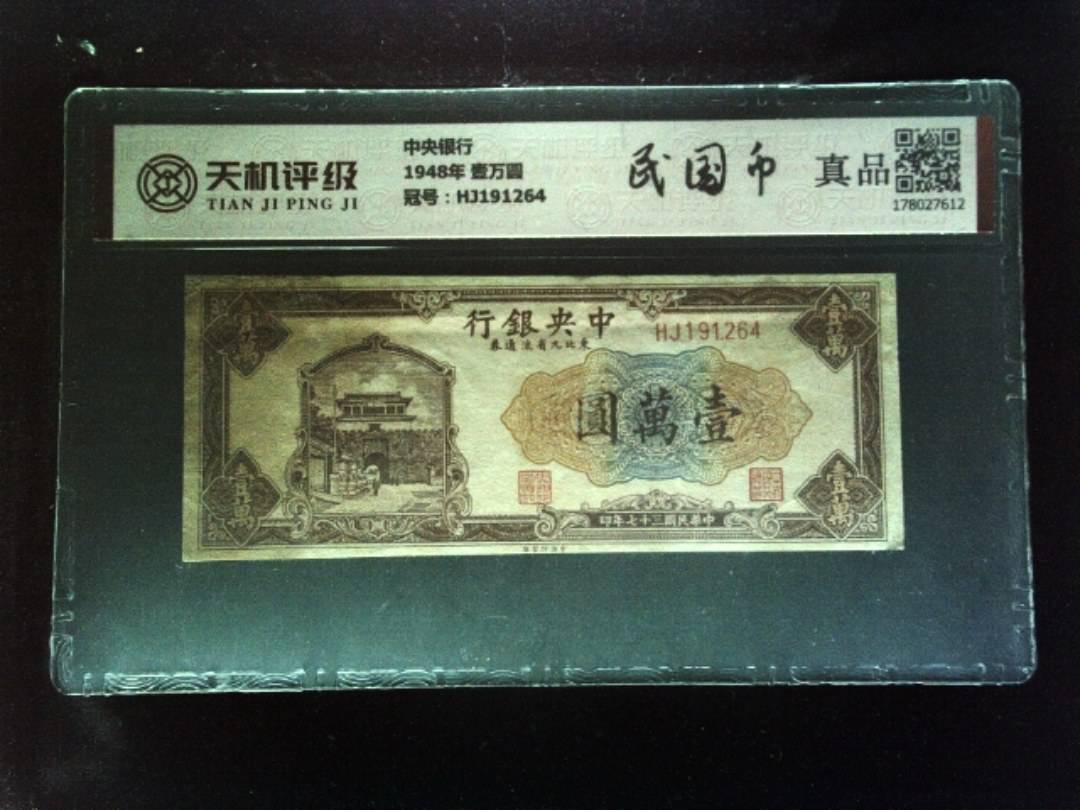 天机评级
TIAN JI PING JI
中央银行
1948年 壹万圆
冠号：HJ191264
民国币
真品
178027612
中央銀行
HJ191264
東北九省流通券
壹萬圓
壹萬
壹萬
壹萬
壹萬
中華民國三十七年印